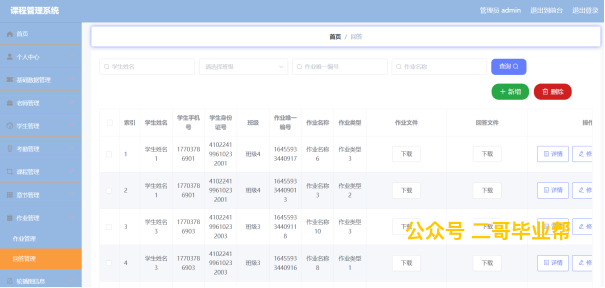 课程管理系统
管理员 admin 退出到前台 退出登录
首页
个人中心
基础数据管理
老师管理
学生管理
考勤管理
课程管理
章节管理
作业管理
作业管理
回答管理
轮播图信息
首页 / 回答
学生姓名 请选择班级 作业唯一编号 作业名称 查询
+ 新增 删除
索引 学生姓名 学生手机号 学生身份证号 班级 作业唯一编号 作业名称 作业类型 作业文件 回答文件 操作
1 学生姓名1 17703786901 410224199610232001 班级4 1645593440917 作业名称6 作业类型3 下载 下载 详情 修
2 学生姓名1 17703786901 410224199610232001 班级4 16455933440901 3 作业名称3 作业类型2 下载 下载 详情 修
3 学生姓名3 17703786903 410224199610232003 班级3 16455933440911 8 作业名称10 作业类型3 下载 下载 详情 修
4 学生姓名3 17703786903 410224199610232003 班级3 16455933440916 作业名称8 作业类型1 下载 下载 详情 修
公众号 二哥毕业帮